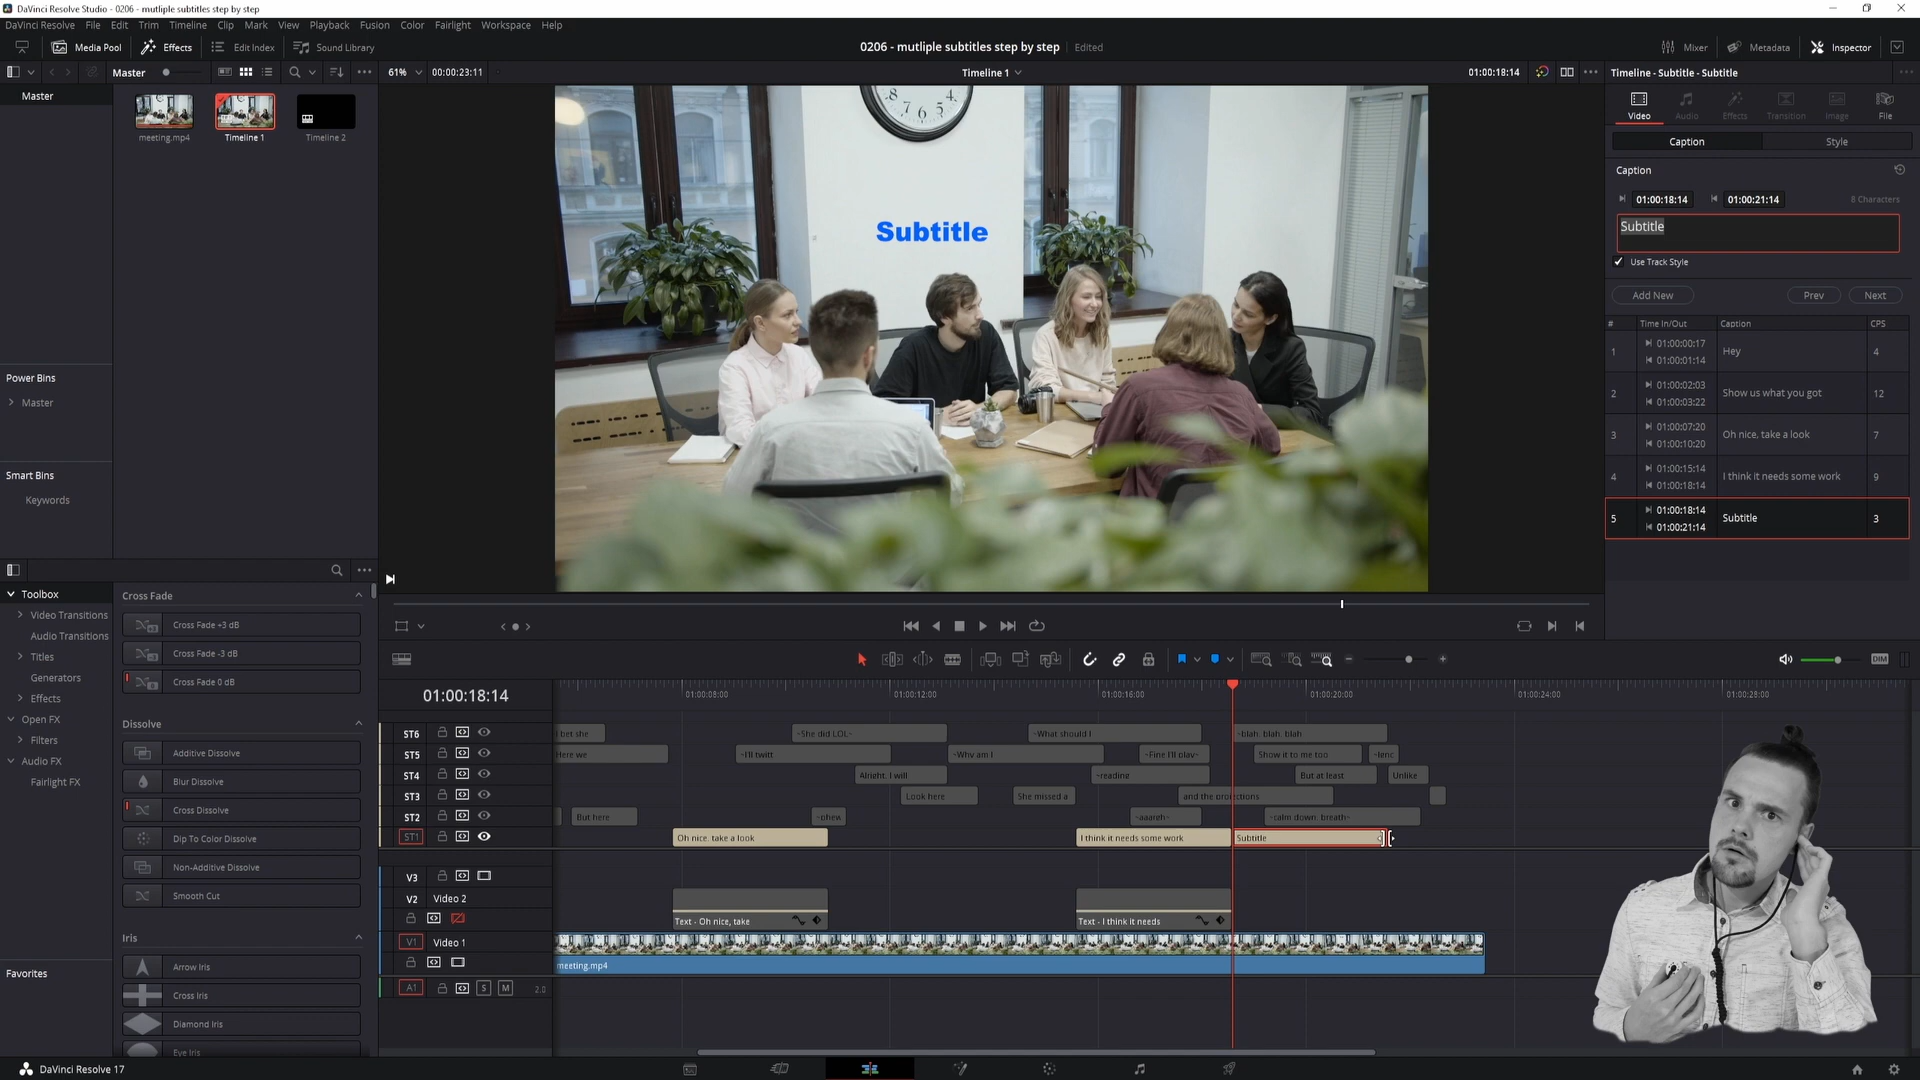 DaVinci Resolve Studio - 0206 - mutliple subtitles step by step
DaVinci Resolve File Edit Trim Timeline Clip Mark View Playback Fusion Color Fairlight Workspace Help
Media Pool Effects Edit Index Sound Library
0206 - mutliple subtitles step by step Edited
Mixer Metadata Inspector
Master
61% 00:00:23:11
Timeline 1
01:00:18:14
Timeline - Subtitle - Subtitle
Master
meeting.mp4
Timeline 1
Timeline 2
Power Bins
Master
Smart Bins
Keywords
8 7 6 5 4
Subtitle
Video Audio Effects Transition Image File
Caption Style
Caption
01:00:18:14 01:00:21:14 8 Characters
Subtitle
Use Track Style
Add New Prev Next
# Time In/Out Caption CPS
1 01:00:00:17 Hey 4
01:00:01:14
2 01:00:02:03 Show us what you got 12
01:00:03:22
3 01:00:07:20 Oh nice, take a look 7
01:00:10:20
4 01:00:15:14 I think it needs some work 9
01:00:18:14
5 01:00:18:14 Subtitle 3
01:00:21:14
Toolbox
Video Transitions
Audio Transitions
Titles
Generators
Effects
Open FX
Filters
Audio FX
Fairlight FX
Favorites
Cross Fade
Cross Fade +3 dB
Cross Fade -3 dB
Cross Fade 0 dB
Dissolve
Additive Dissolve
Blur Dissolve
Cross Dissolve
Dip To Color Dissolve
Non-Additive Dissolve
Smooth Cut
Iris
Arrow Iris
Cross Iris
Diamond Iris
Eye Iris
DIM
01:00:18:14
01:00:08:00 01:00:12:00 01:00:16:00 01:00:20:00 01:00:24:00 01:00:28:00
ST6 I bet she ~She did LOL~ ~What should I ~blah, blah, blah
ST5 Here we ~I'll twitt ~Why am I ~Fine I'll play~ Show it to me too
ST4 Alright, I will ~reading But at least Unlike
ST3 Look here She missed a and the projections
ST2 But here ~phew ~aaargh~ ~calm down, breath~
ST1 Oh nice, take a look I think it needs some work Subtitle
V3
V2 Video 2
Text - Oh nice, take Text - I think it needs
V1 Video 1
meeting.mp4
A1 S M 2.0
DaVinci Resolve 17